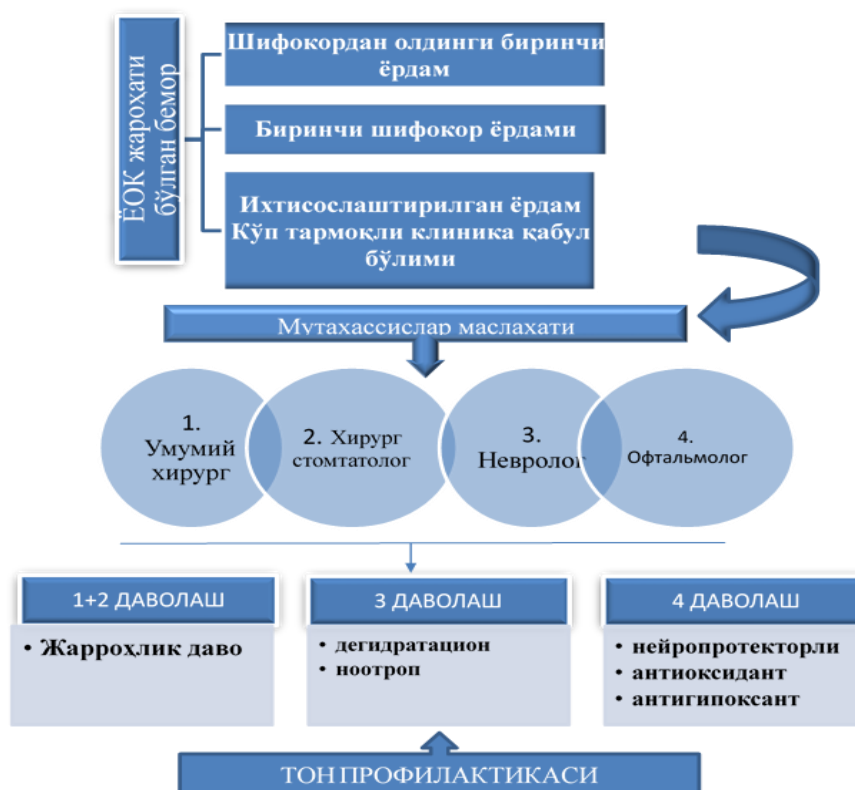 ЁОК жароҳати
бўлган бемор
Шифокордан олдинги биринчи
ёрдам
Биринчи шифокор ёрдами
Ихтисослаштирилган ёрдам
Кўп тармоқли клиника қабул
бўлими
Мутахассислар маслахати
1.
Умумий
хирург
2. Хирург
стомтатолог
3.
Невролог
4.
Офтальмолог
1+2 ДАВОЛАШ
• Жарроҳлик даво
3 ДАВОЛАШ
• дегидратацион
• ноотроп
4 ДАВОЛАШ
• нейропротекторли
• антиоксидант
• антигипоксант
ТОН ПРОФИЛАКТИКАСИ